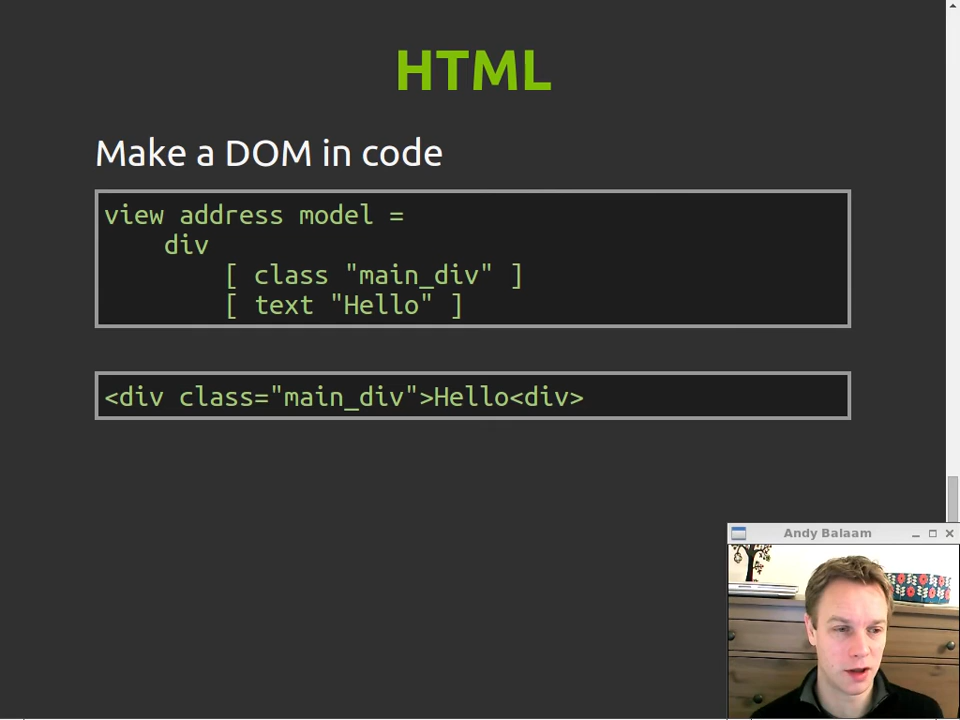 HTML
Make a DOM in code
view address model =
    div
        [ class "main_div" ]
        [ text "Hello" ]
<div class="main_div">Hello<div>
Andy Balaam